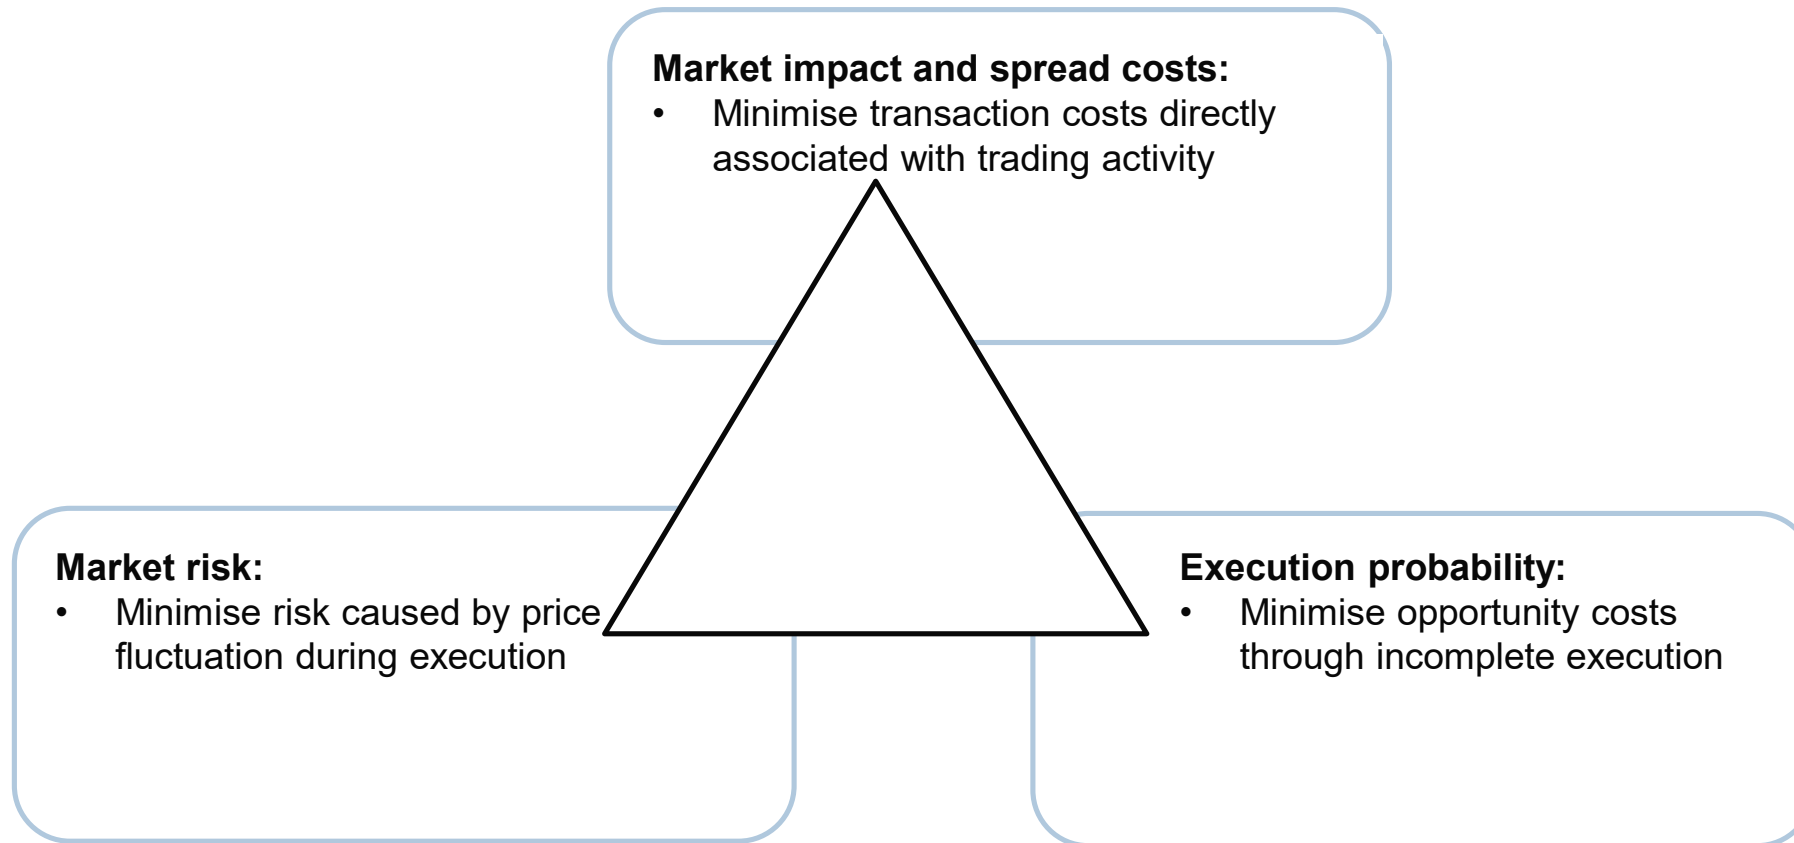 Market impact and spread costs:
• Minimise transaction costs directly
associated with trading activity
Market risk:
• Minimise risk caused by price
fluctuation during execution
Execution probability:
• Minimise opportunity costs
through incomplete execution